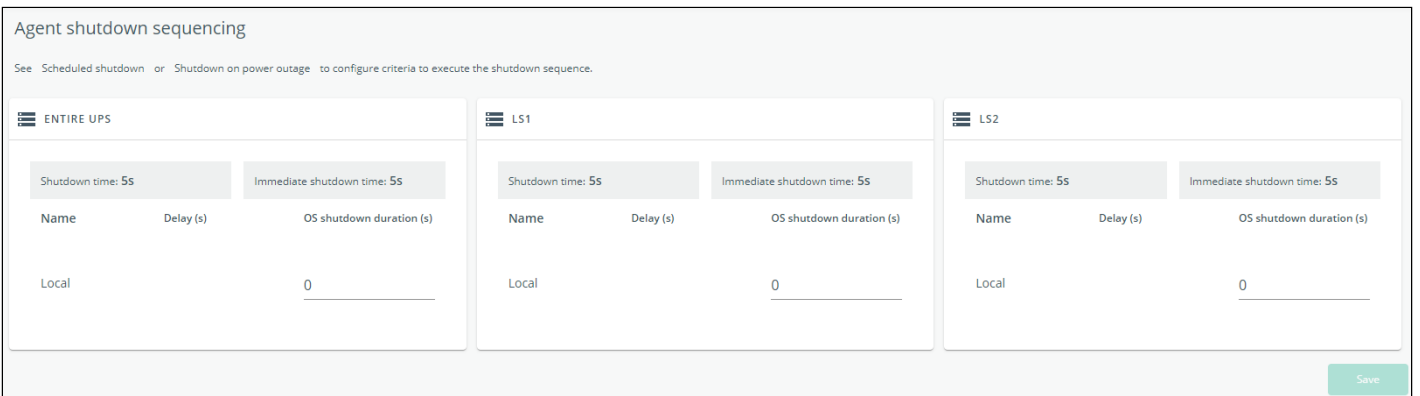 Agent shutdown sequencing
See Scheduled shutdown or Shutdown on power outage to configure criteria to execute the shutdown sequence.
ENTIRE UPS
Shutdown time: 5s Immediate shutdown time: 5s
Name Delay (s) OS shutdown duration (s)
Local 0
LS1
Shutdown time: 5s Immediate shutdown time: 5s
Name Delay (s) OS shutdown duration (s)
Local 0
LS2
Shutdown time: 5s Immediate shutdown time: 5s
Name Delay (s) OS shutdown duration (s)
Local 0
Save